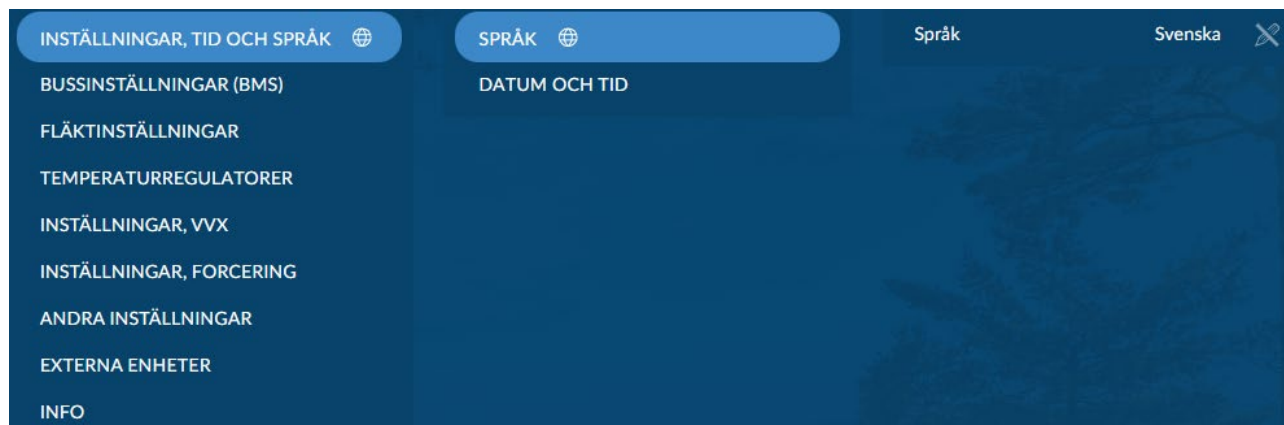 INSTÄLLNINGAR, TID OCH SPRÅK
BUSSINSTÄLLNINGAR (BMS)
FLÄKTINSTÄLLNINGAR
TEMPERATURREGULATORER
INSTÄLLNINGAR, VVX
INSTÄLLNINGAR, FORCERING
ANDRA INSTÄLLNINGAR
EXTERNA ENHETER
INFO
SPRÅK
DATUM OCH TID
Språk Svenska